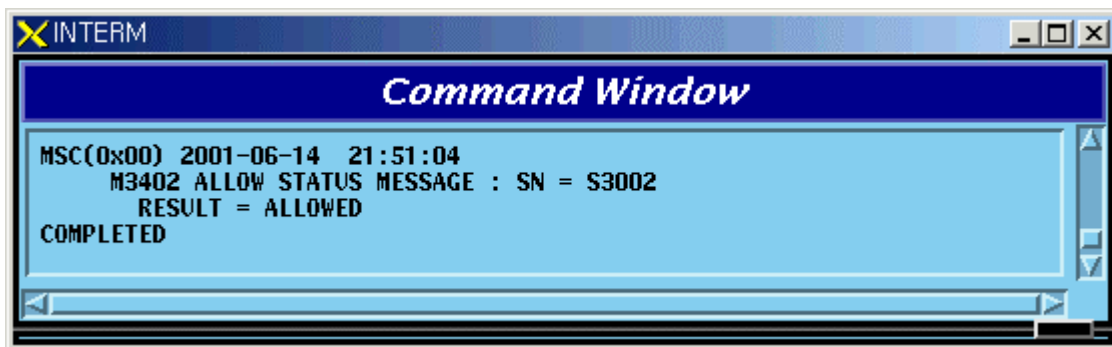 INTERM
Command Window
MSC(0x00) 2001-06-14 21:51:04
M3402 ALLOW STATUS MESSAGE : SN = S3002
RESULT = ALLOWED
COMPLETED